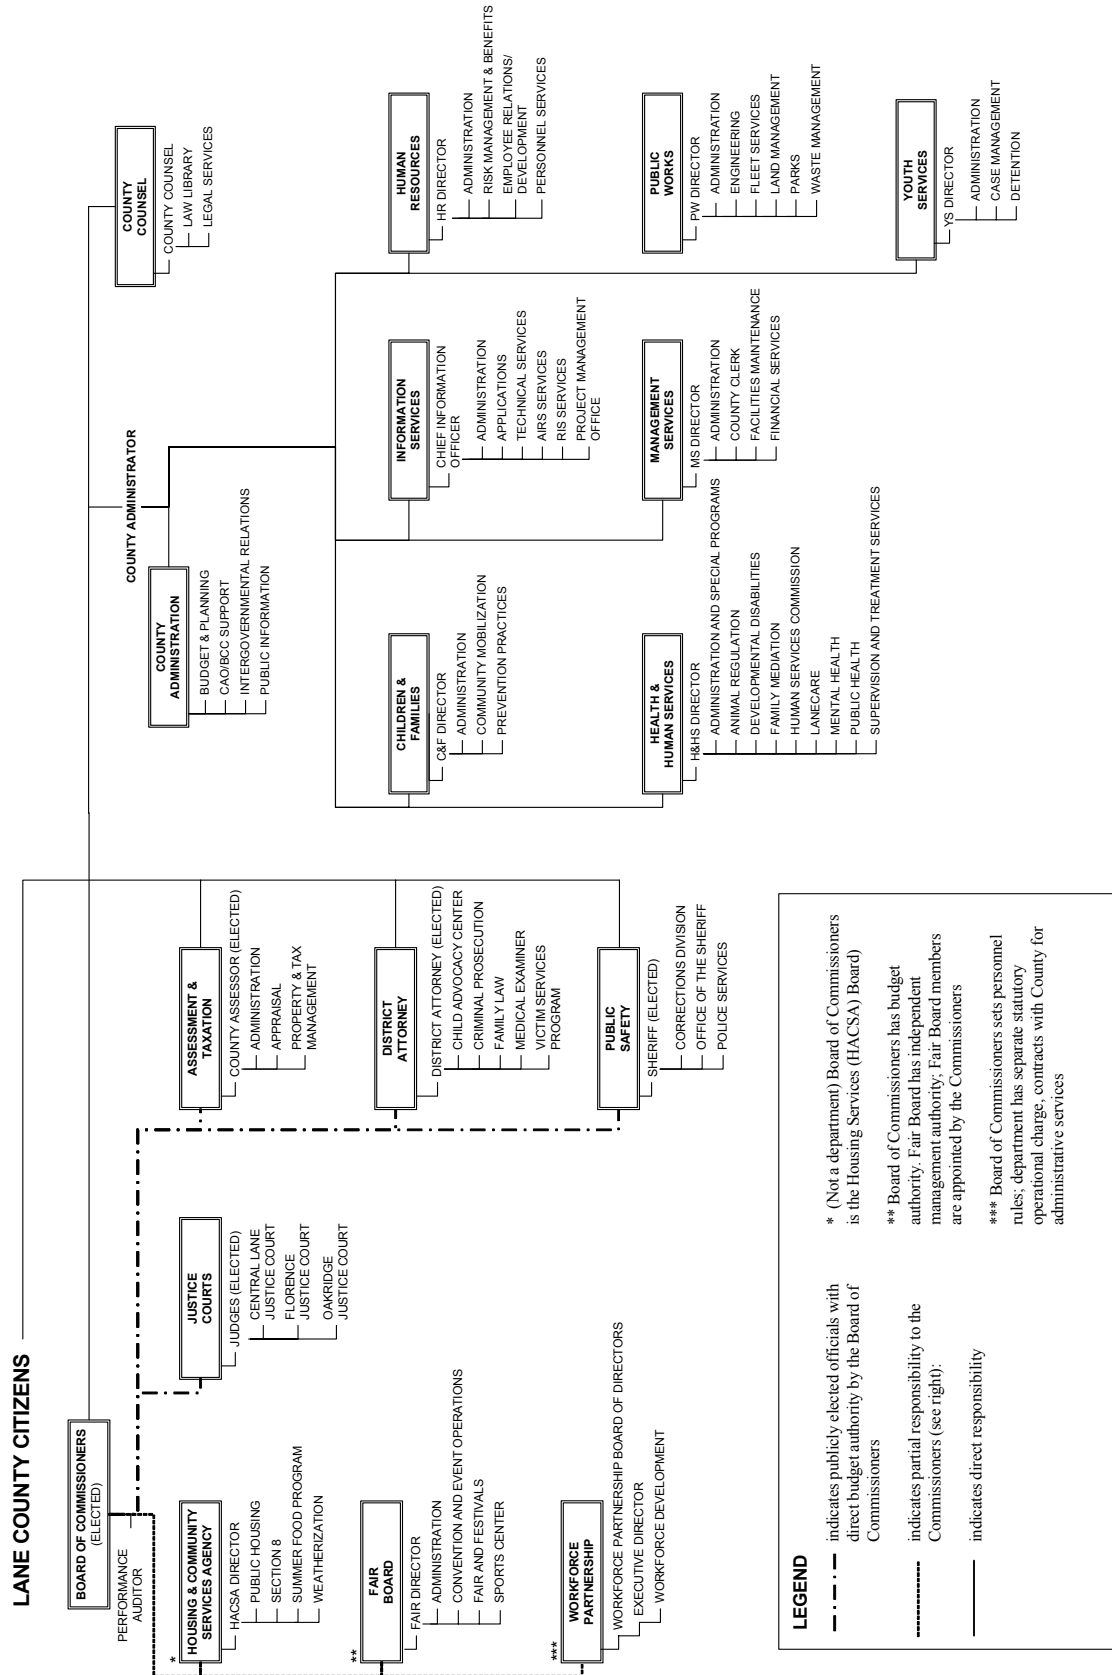 LANE COUNTY CITIZENS
BOARD OF COMMISSIONERS
(ELECTED)
PERFORMANCE
AUDITOR
*
HOUSING & COMMUNITY
SERVICES AGENCY
HACSA DIRECTOR
PUBLIC HOUSING
SECTION 8
SUMMER FOOD PROGRAM
WEATHERIZATION
**
FAIR
BOARD
FAIR DIRECTOR
ADMINISTRATION
CONVENTION AND EVENT OPERATIONS
FAIR AND FESTIVALS
SPORTS CENTER
***
WORKFORCE
PARTNERSHIP
WORKFORCE PARTNERSHIP BOARD OF DIRECTORS
EXECUTIVE DIRECTOR
WORKFORCE DEVELOPMENT
JUSTICE
COURTS
JUDGES (ELECTED)
CENTRAL LANE
JUSTICE COURT
FLORENCE
JUSTICE COURT
OAKRIDGE
JUSTICE COURT
ASSESSMENT &
TAXATION
COUNTY ASSESSOR (ELECTED)
ADMINISTRATION
APPRAISAL
PROPERTY & TAX
MANAGEMENT
DISTRICT
ATTORNEY
DISTRICT ATTORNEY (ELECTED)
CHILD ADVOCACY CENTER
CRIMINAL PROSECUTION
FAMILY LAW
MEDICAL EXAMINER
VICTIM SERVICES
PROGRAM
PUBLIC
SAFETY
SHERIFF (ELECTED)
CORRECTIONS DIVISION
OFFICE OF THE SHERIFF
POLICE SERVICES
COUNTY ADMINISTRATOR
COUNTY
ADMINISTRATION
BUDGET & PLANNING
CAO/BCC SUPPORT
INTERGOVERNMENTAL RELATIONS
PUBLIC INFORMATION
COUNTY
COUNSEL
COUNTY COUNSEL
LAW LIBRARY
LEGAL SERVICES
CHILDREN &
FAMILIES
C&F DIRECTOR
ADMINISTRATION
COMMUNITY MOBILIZATION
PREVENTION PRACTICES
INFORMATION
SERVICES
CHIEF INFORMATION
OFFICER
ADMINISTRATION
APPLICATIONS
TECHNICAL SERVICES
AIRS SERVICES
RIS SERVICES
PROJECT MANAGEMENT
OFFICE
HUMAN
RESOURCES
HR DIRECTOR
ADMINISTRATION
RISK MANAGEMENT & BENEFITS
EMPLOYEE RELATIONS/
DEVELOPMENT
PERSONNEL SERVICES
HEALTH &
HUMAN SERVICES
H&HS DIRECTOR
ADMINISTRATION AND SPECIAL PROGRAMS
ANIMAL REGULATION
DEVELOPMENTAL DISABILITIES
FAMILY MEDIATION
HUMAN SERVICES COMMISSION
LANECARE
MENTAL HEALTH
PUBLIC HEALTH
SUPERVISION AND TREATMENT SERVICES
MANAGEMENT
SERVICES
MS DIRECTOR
ADMINISTRATION
COUNTY CLERK
FACILITIES MAINTENANCE
FINANCIAL SERVICES
PUBLIC
WORKS
PW DIRECTOR
ADMINISTRATION
ENGINEERING
FLEET SERVICES
LAND MANAGEMENT
PARKS
WASTE MANAGEMENT
YOUTH
SERVICES
YS DIRECTOR
ADMINISTRATION
CASE MANAGEMENT
DETENTION
LEGEND
indicates publicly elected officials with
direct budget authority by the Board of
Commissioners
indicates partial responsibility to the
Commissioners (see right):
indicates direct responsibility
* (Not a department) Board of Commissioners
is the Housing Services (HACSA) Board)
** Board of Commissioners has budget
authority. Fair Board has independent
management authority; Fair Board members
are appointed by the Commissioners
*** Board of Commissioners sets personnel
rules; department has separate statutory
operational charge, contracts with County for
administrative services